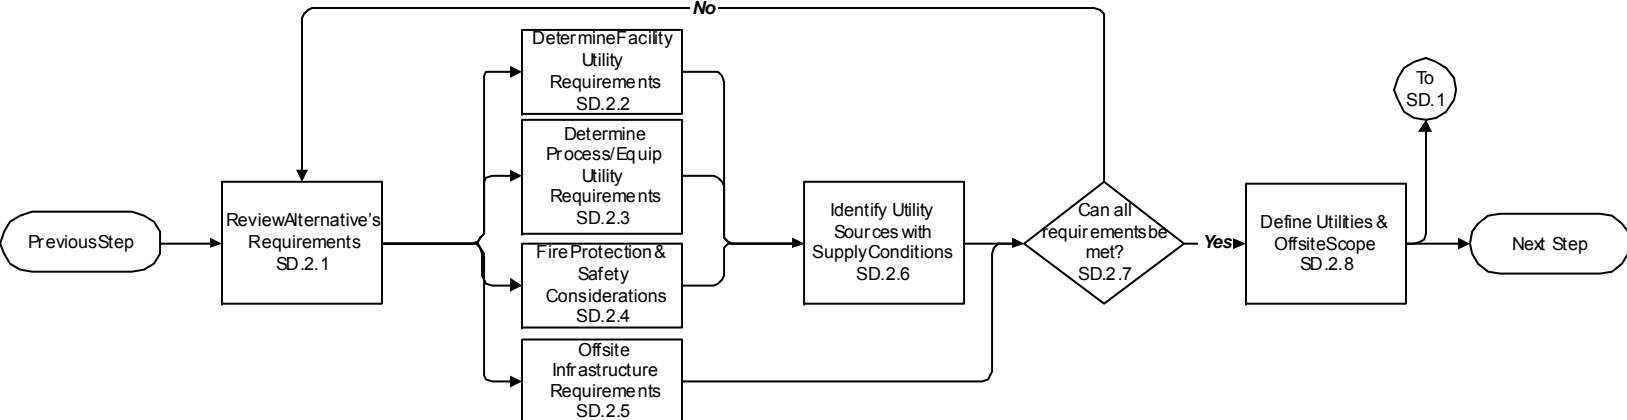 No
Determine Facility
Utility
Requirements
SD.2.2
To
SD.1
Determine
Process/Equip
Utility
Requirements
SD.2.3
Previous Step
Review Alternative's
Requirements
SD.2.1
Identify Utility
Sources with
Supply Conditions
SD.2.6
Can all
requirements be
met?
SD.2.7
Yes
Define Utilities &
Offsite Scope
SD.2.8
Next Step
Fire Protection &
Safety
Considerations
SD.2.4
Offsite
Infrastructure
Requirements
SD.2.5